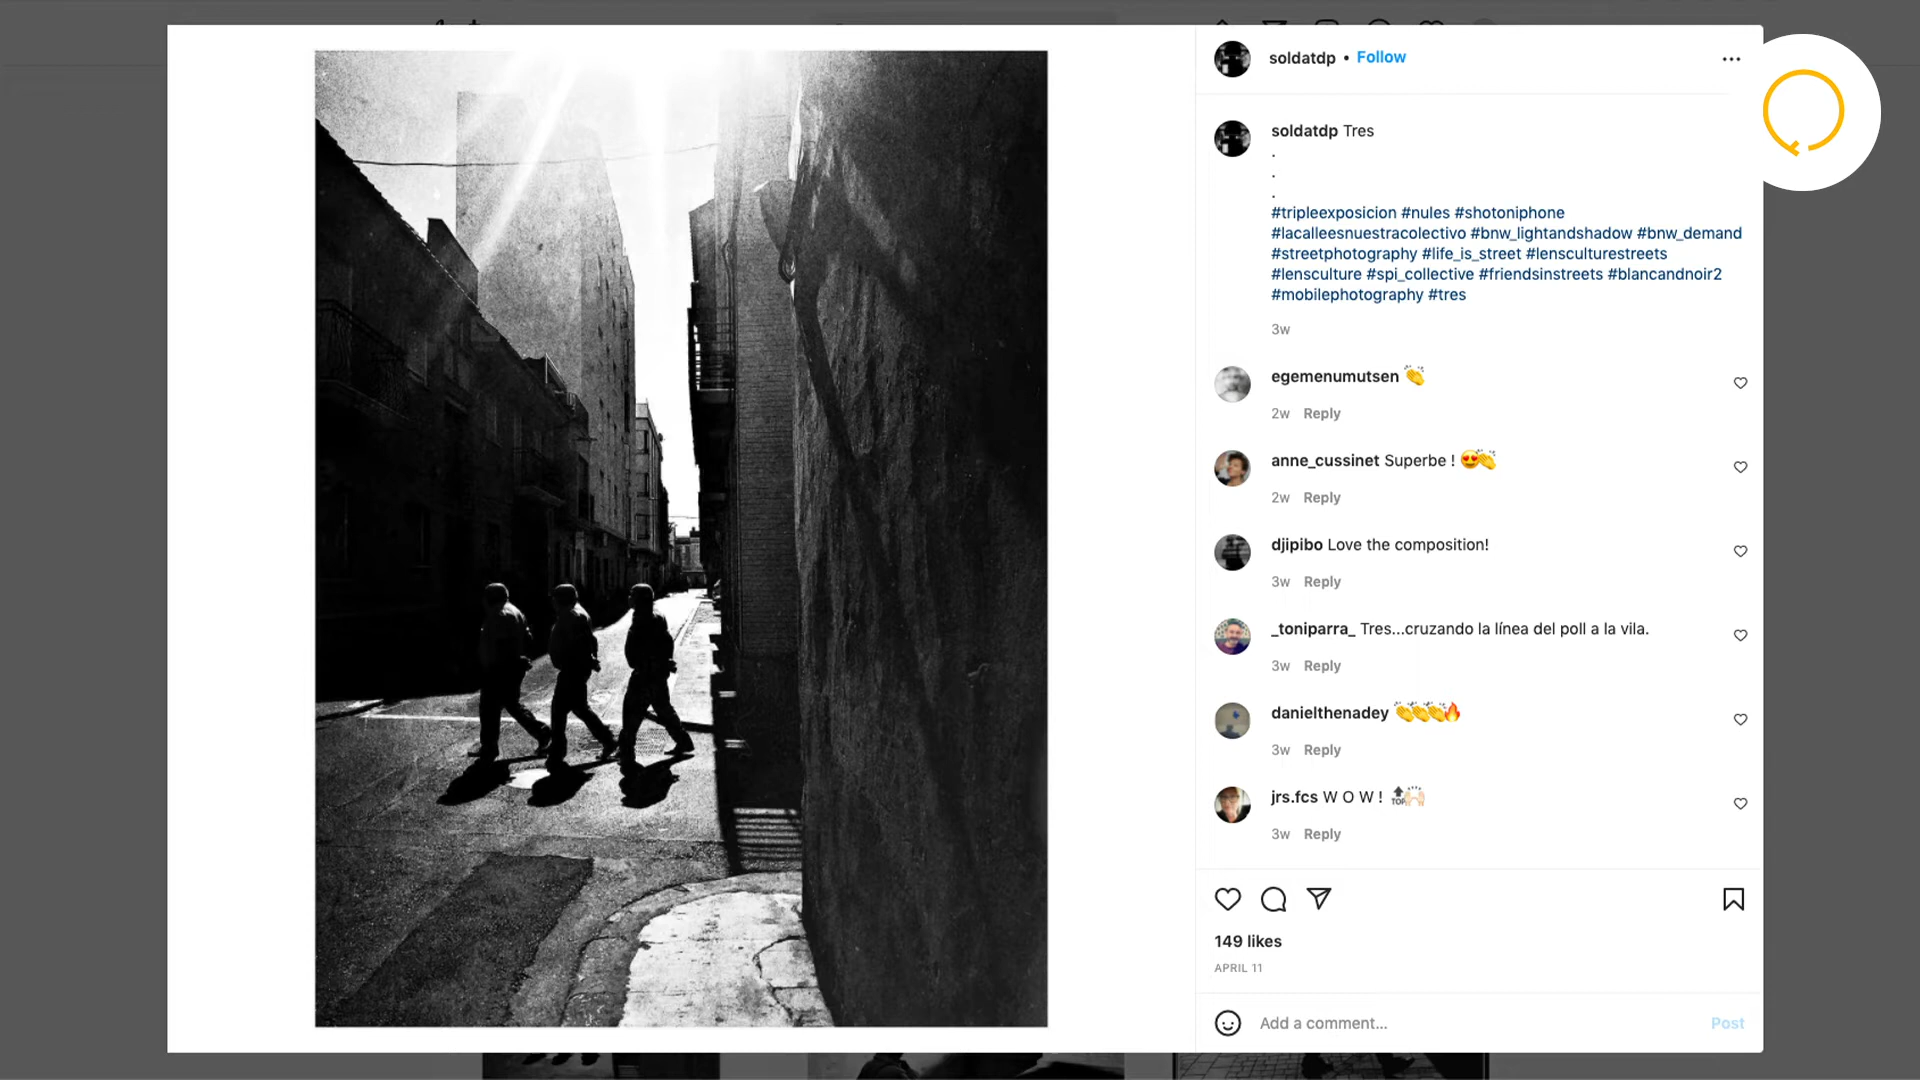 soldatdp • Follow
soldatdp Tres
.
.
.
#tripleexposicion #nules #shotoniphone
#lacalleesnuestracolectivo #bnw_lightandshadow #bnw_demand
#streetphotography #life_is_street #lensculturestreets
#lensculture #spi_collective #friendsinstreets #blancandnoir2
#mobilephotography #tres
3w
egemenumutsen 👏
2w Reply
anne_cussinet Superbe ! 😍👏
2w Reply
djipibo Love the composition!
3w Reply
_toniparra_ Tres...cruzando la línea del poll a la vila.
3w Reply
danielthenadey 👏👏👏🔥
3w Reply
jrs.fcs W O W ! 🔝🙌🏻
3w Reply
149 likes
APRIL 11
Add a comment...
Post